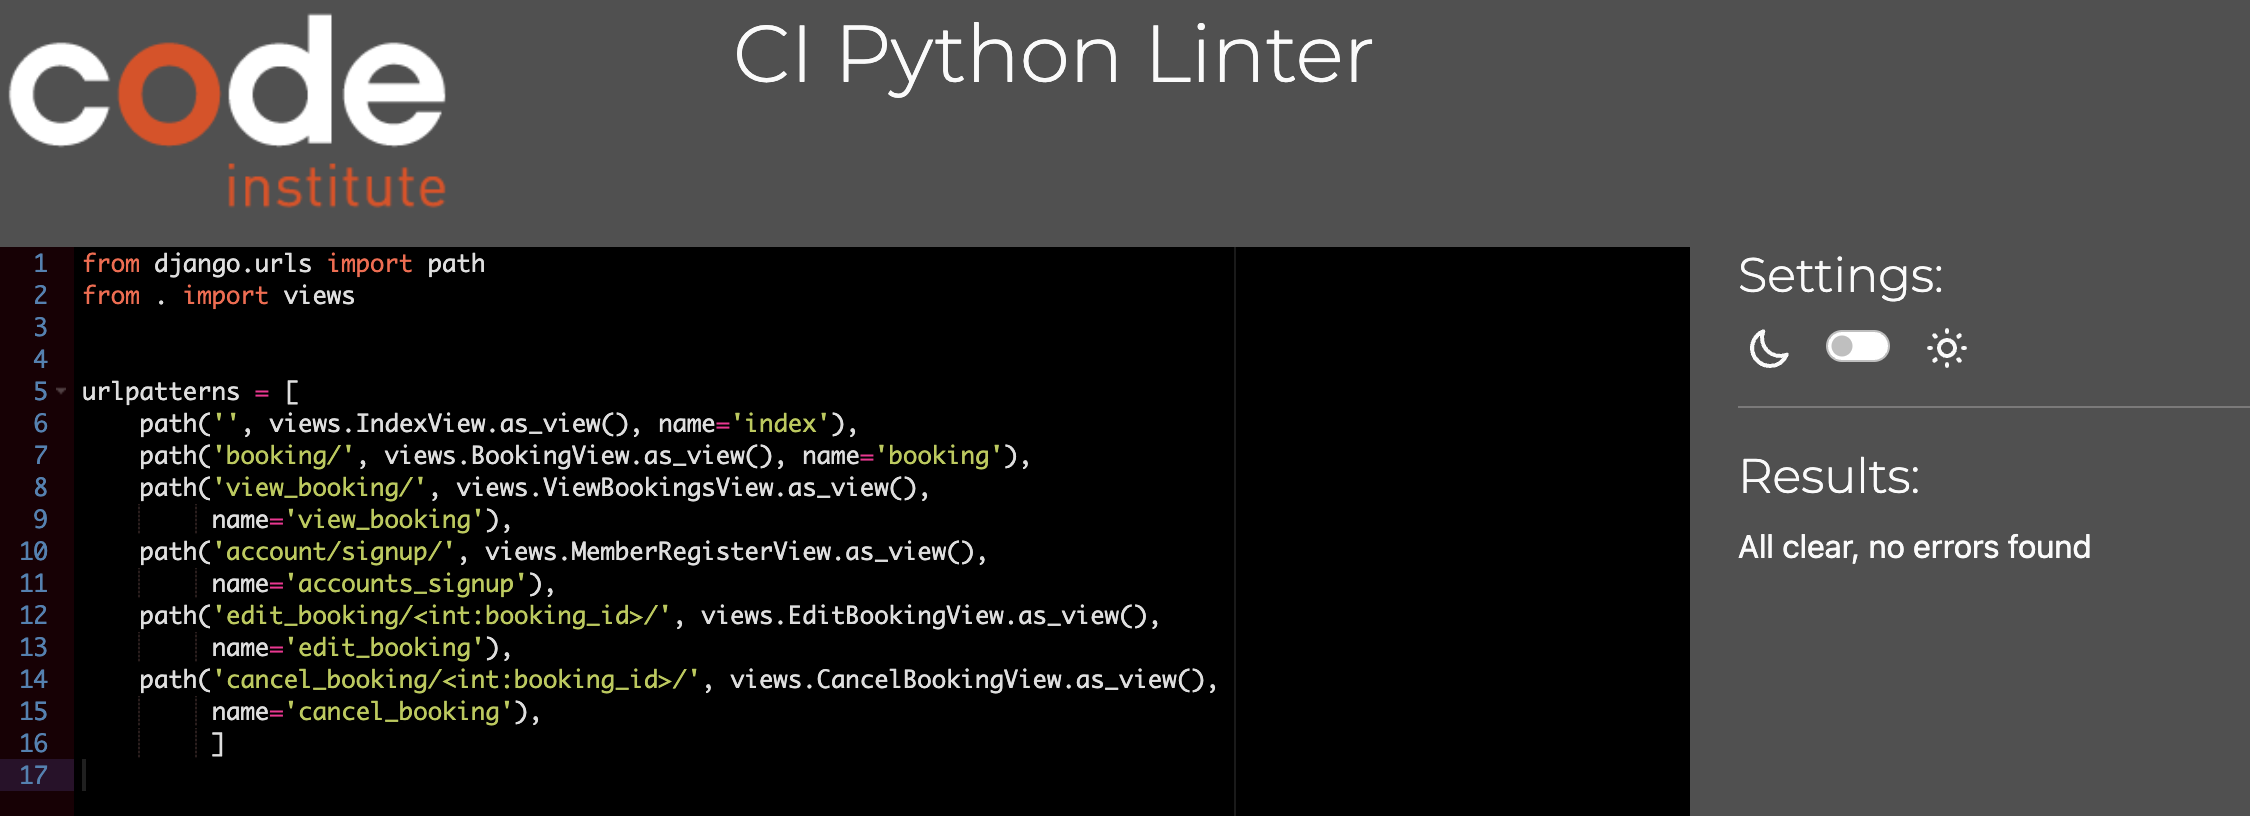 code
institute
CI Python Linter
1 from django.urls import path
2 from . import views
3
4
5 urlpatterns = [
6     path('', views.IndexView.as_view(), name='index'),
7     path('booking/', views.BookingView.as_view(), name='booking'),
8     path('view_booking/', views.ViewBookingsView.as_view(),
9          name='view_booking'),
10     path('account/signup/', views.MemberRegisterView.as_view(),
11          name='accounts_signup'),
12     path('edit_booking/<int:booking_id>/', views.EditBookingView.as_view(),
13          name='edit_booking'),
14     path('cancel_booking/<int:booking_id>/', views.CancelBookingView.as_view(),
15          name='cancel_booking'),
16          ]
17
Settings:
Results:
All clear, no errors found